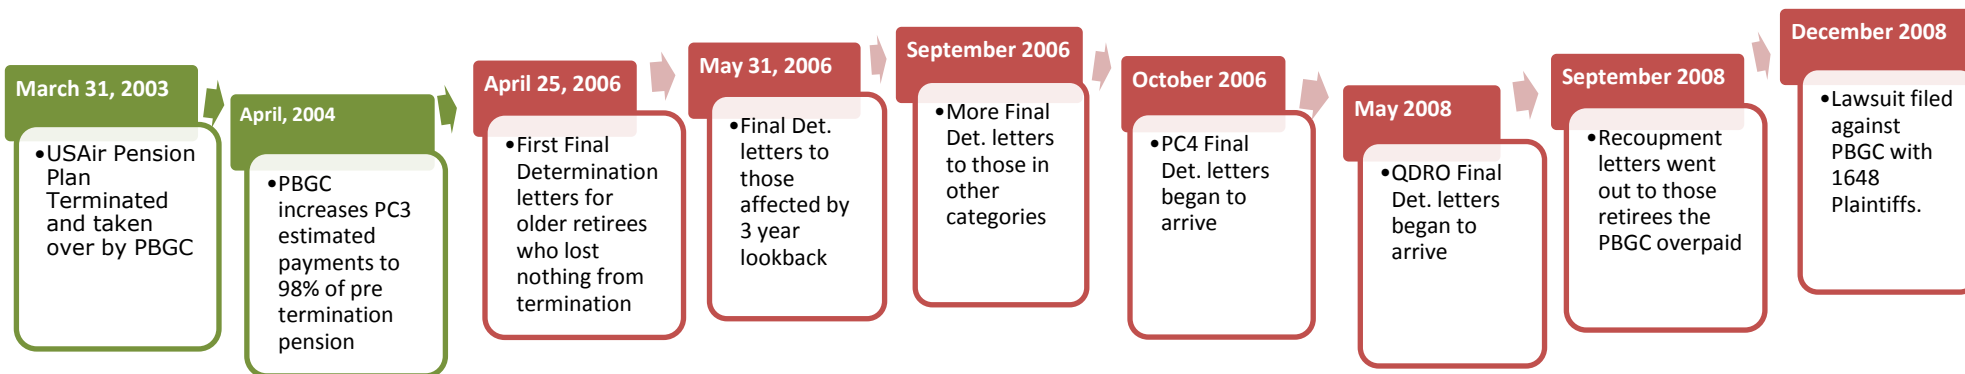 March 31, 2003
•USAir Pension
Plan
Terminated
and taken
over by PBGC
April, 2004
•PBGC
increases PC3
estimated
payments to
98% of pre
termination
pension
April 25, 2006
•First Final
Determination
letters for
older retirees
who lost
nothing from
termination
May 31, 2006
•Final Det.
letters to
those
affected by
3 year
lookback
September 2006
•More Final
Det. letters
to those in
other
categories
October 2006
•PC4 Final
Det. letters
began to
arrive
May 2008
•QDRO Final
Det. letters
began to
arrive
September 2008
•Recoupment
letters went
out to those
retirees the
PBGC overpaid
December 2008
•Lawsuit filed
against
PBGC with
1648
Plaintiffs.